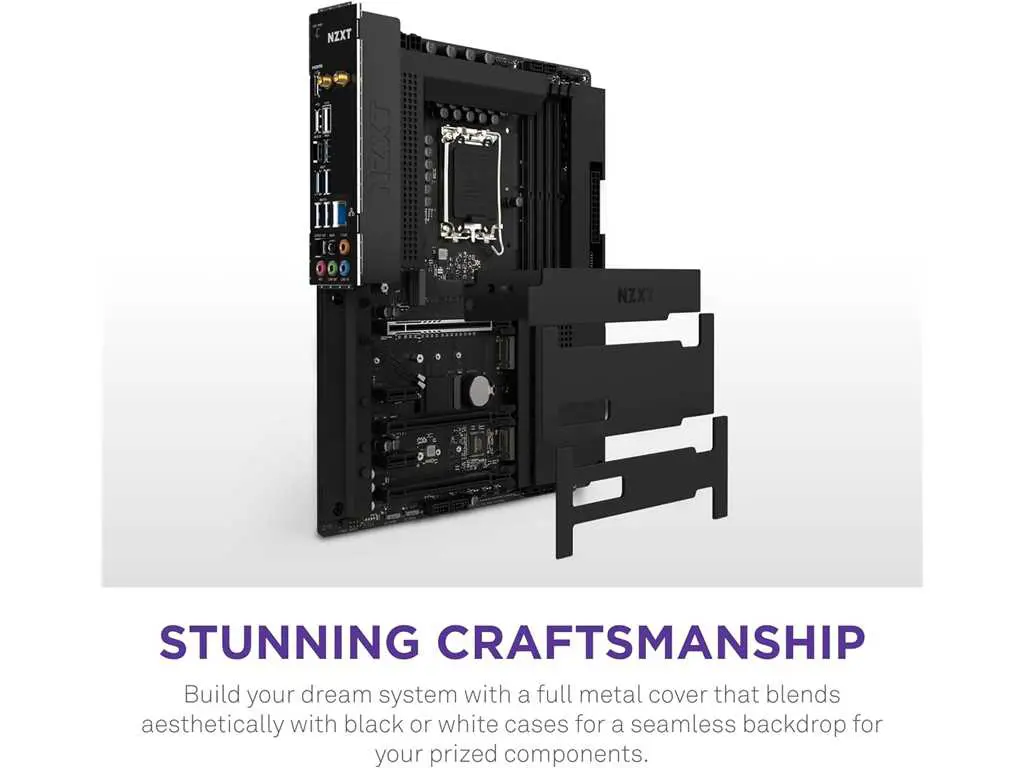 NZXT
NZXT
NZXT
STUNNING CRAFTSMANSHIP
Build your dream system with a full metal cover that blends
aesthetically with black or white cases for a seamless backdrop for
your prized components.